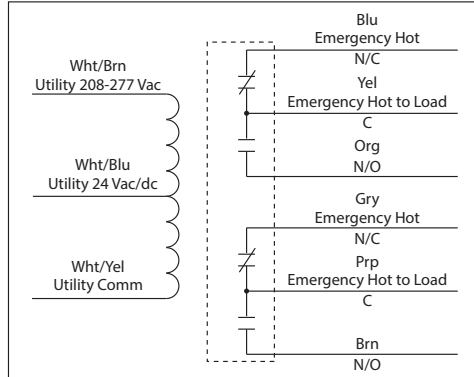 Wht/Brn
Utility 208-277 Vac
Wht/Blu
Utility 24 Vac/dc
Wht/Yel
Utility Comm
Blu
Emergency Hot
N/C
Yel
Emergency Hot to Load
C
Org
N/O
Gry
Emergency Hot
N/C
Prp
Emergency Hot to Load
C
Brn
N/O